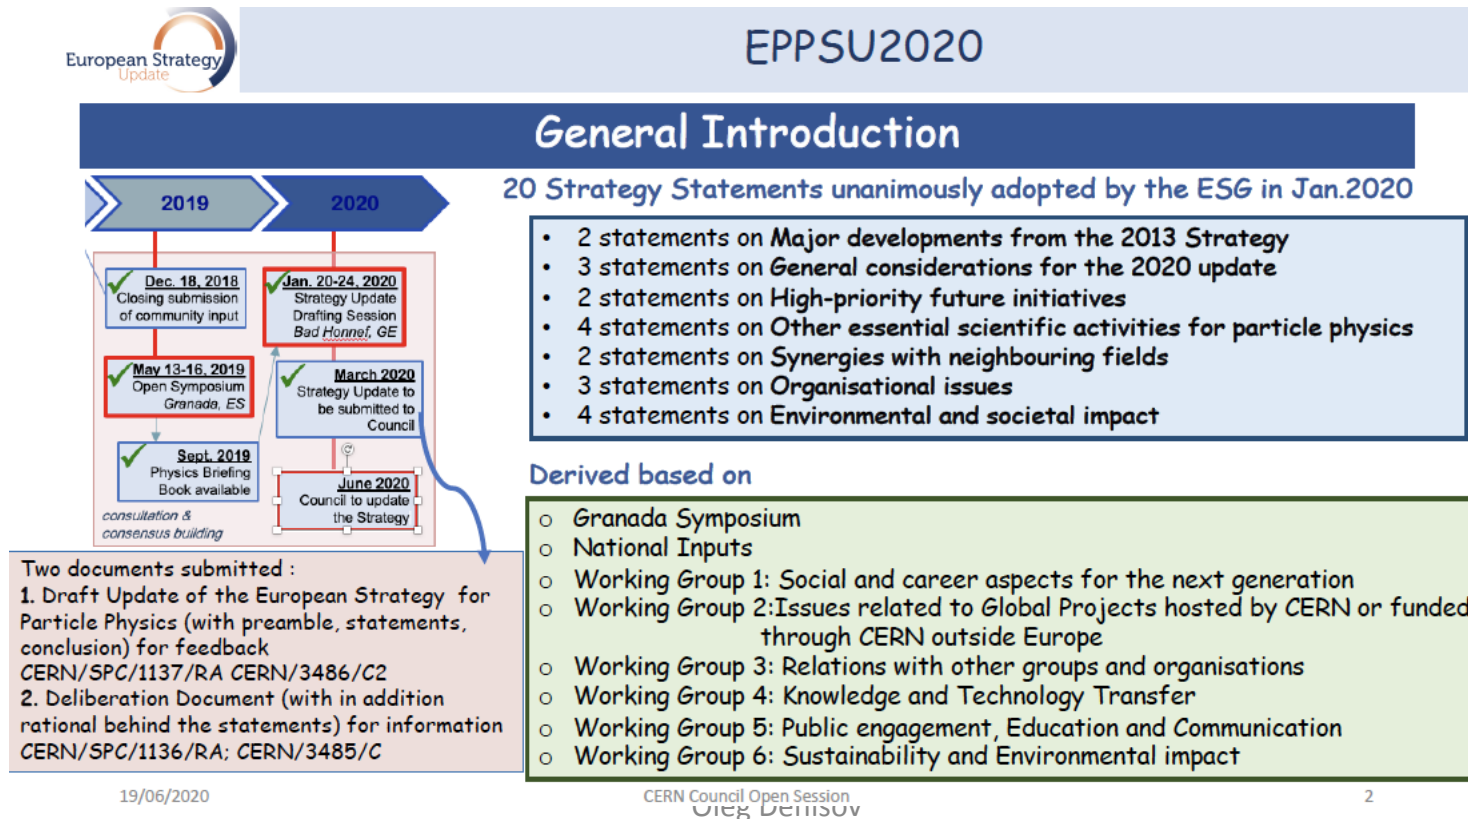 European Strategy
Update
EPPSU2020
General Introduction
2019
2020
Dec. 18, 2018
Closing submission
of community input
May 13-16, 2019
Open Symposium
Granada, ES
Sept. 2019
Physics Briefing
Book available
consultation &
consensus building
Jan. 20-24, 2020
Strategy Update
Drafting Session
Bad Honnef, GE
March 2020
Strategy Update to
be submitted to
Council
June 2020
Council to update
the Strategy
Two documents submitted :
1. Draft Update of the European Strategy for
Particle Physics (with preamble, statements,
conclusion) for feedback
CERN/SPC/1137/RA CERN/3486/C2
2. Deliberation Document (with in addition
rational behind the statements) for information
CERN/SPC/1136/RA; CERN/3485/C
20 Strategy Statements unanimously adopted by the ESG in Jan.2020
• 2 statements on Major developments from the 2013 Strategy
• 3 statements on General considerations for the 2020 update
• 2 statements on High-priority future initiatives
• 4 statements on Other essential scientific activities for particle physics
• 2 statements on Synergies with neighbouring fields
• 3 statements on Organisational issues
• 4 statements on Environmental and societal impact
Derived based on
o Granada Symposium
o National Inputs
o Working Group 1: Social and career aspects for the next generation
o Working Group 2:Issues related to Global Projects hosted by CERN or funded
through CERN outside Europe
o Working Group 3: Relations with other groups and organisations
o Working Group 4: Knowledge and Technology Transfer
o Working Group 5: Public engagement, Education and Communication
o Working Group 6: Sustainability and Environmental impact
19/06/2020
CERN Council Open Session
2
Oleg Denisov